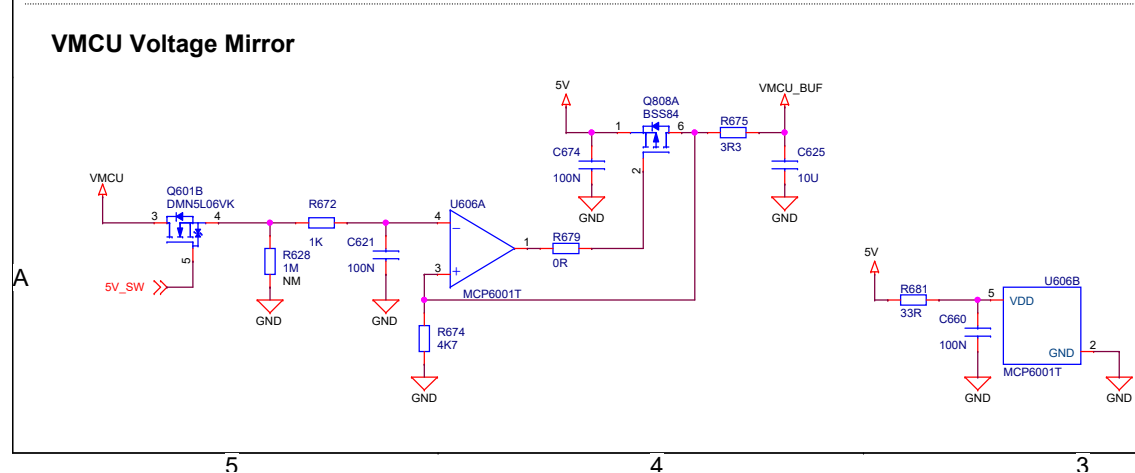 VMCU Voltage Mirror
5V
Q808A
BSS84
VMCU_BUF
1
6
R675
3R3
C674
100N
2
C625
10U
GND
GND
VMCU
Q601B
DMN5L06VK
3
4
R672
1K
U606A
4
1
R679
0R
R628
1M
NM
C621
100N
5
3
5V_SW
MCP6001T
GND
GND
R674
4K7
GND
5V
R681
33R
5
U606B
VDD
C660
100N
GND
2
MCP6001T
GND
GND
A
5
4
3